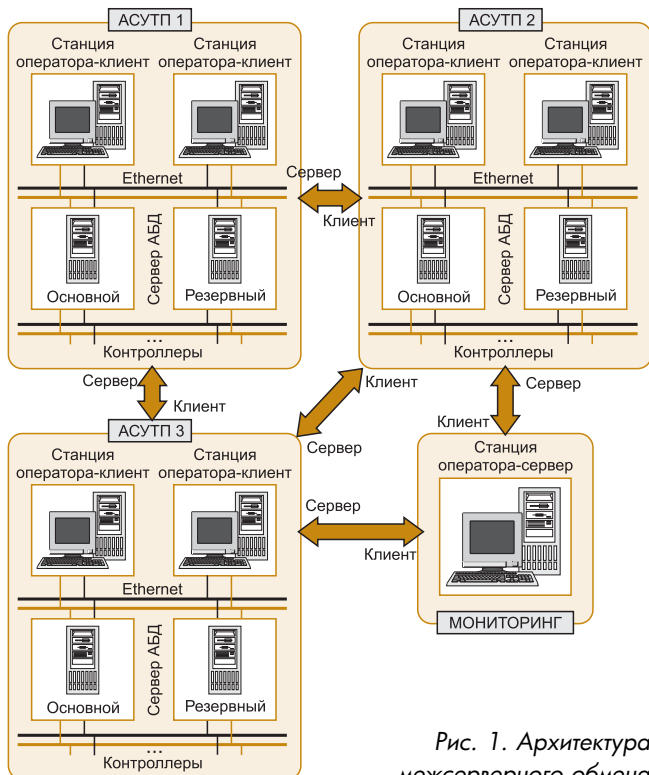 АСУТП 1
Станция
оператора-клиент
Станция
оператора-клиент
Ethernet
Основной
Сервер АБД
Резервный
...
Контроллеры
Сервер
Клиент
АСУТП 2
Станция
оператора-клиент
Станция
оператора-клиент
Ethernet
Основной
Сервер АБД
Резервный
...
Контроллеры
Сервер
Клиент
Клиент
Сервер
Сервер
Клиент
АСУТП 3
Станция
оператора-клиент
Станция
оператора-клиент
Ethernet
Основной
Сервер АБД
Резервный
...
Контроллеры
Сервер
Клиент
Станция
оператора-сервер
МОНИТОРИНГ
Рис. 1. Архитектура
межсерверного обмена